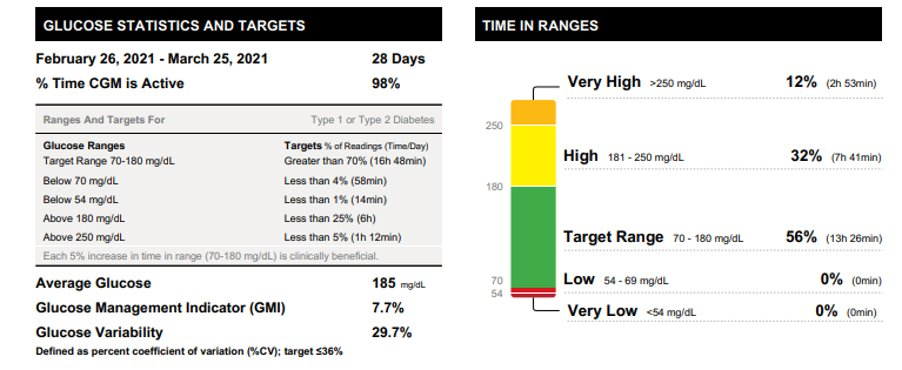 GLUCOSE STATISTICS AND TARGETS
February 26, 2021 - March 25, 2021 28 Days
% Time CGM is Active 98%
Ranges And Targets For Type 1 or Type 2 Diabetes
Glucose Ranges Targets % of Readings (Time/Day)
Target Range 70-180 mg/dL Greater than 70% (16h 48min)
Below 70 mg/dL Less than 4% (58min)
Below 54 mg/dL Less than 1% (14min)
Above 180 mg/dL Less than 25% (6h)
Above 250 mg/dL Less than 5% (1h 12min)
Each 5% increase in time in range (70-180 mg/dL) is clinically beneficial.
Average Glucose 185 mg/dL
Glucose Management Indicator (GMI) 7.7%
Glucose Variability 29.7%
Defined as percent coefficient of variation (%CV); target ≤36%
TIME IN RANGES
Very High >250 mg/dL 12% (2h 53min)
250
High 181 - 250 mg/dL 32% (7h 41min)
180
Target Range 70 - 180 mg/dL 56% (13h 26min)
70
Low 54 - 69 mg/dL 0% (0min)
54
Very Low <54 mg/dL 0% (0min)